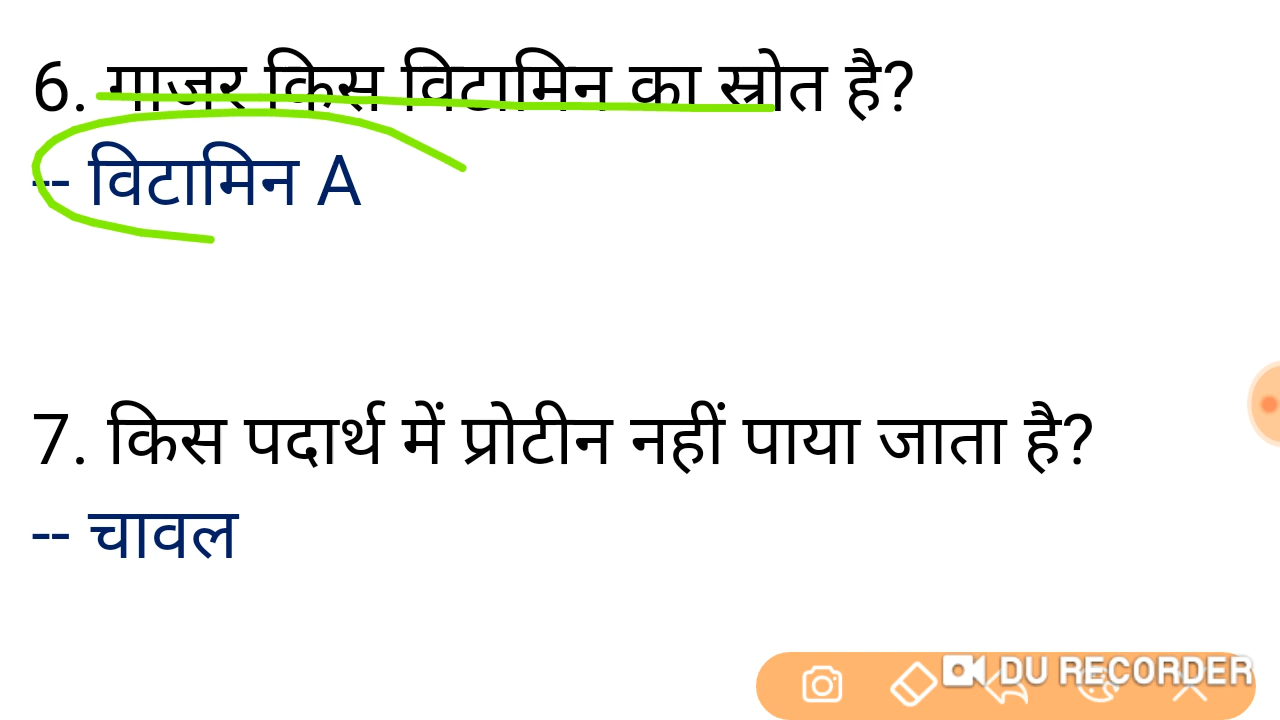 6. गाजर किस विटामिन का स्रोत है?
-- विटामिन A
7. किस पदार्थ में प्रोटीन नहीं पाया जाता है?
-- चावल
DU RECORDER